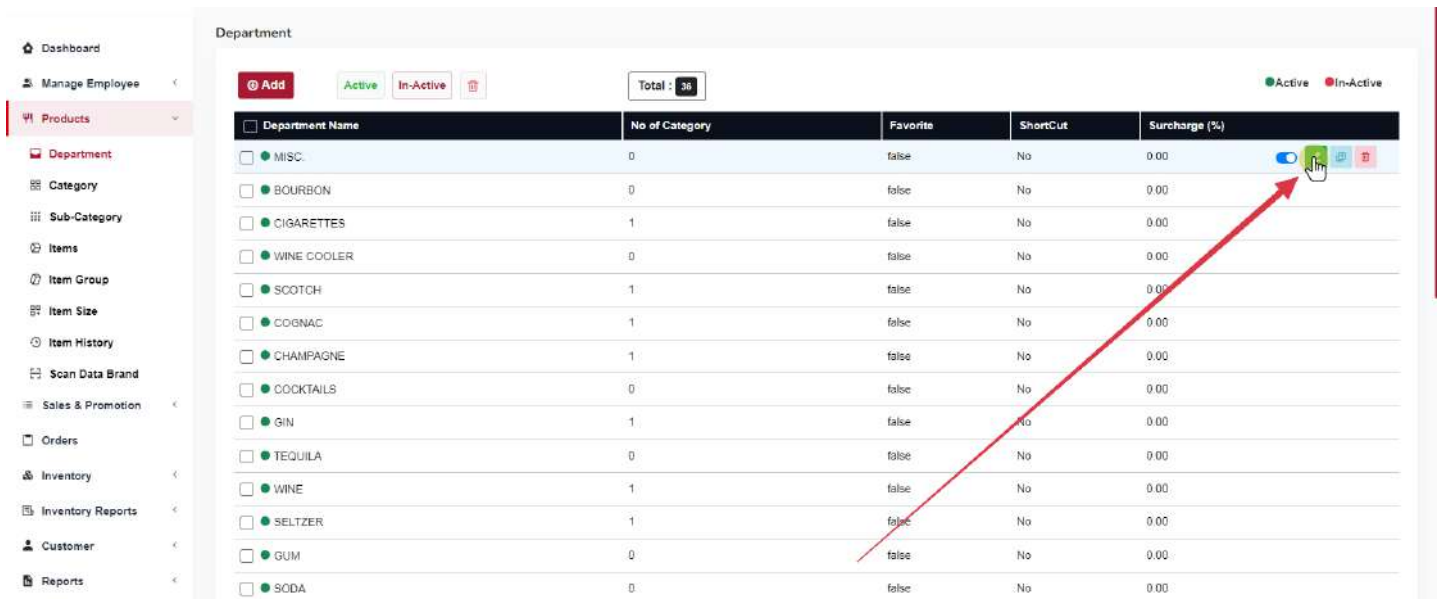 Department
Dashboard
Manage Employee
Products
Department
Category
Sub-Category
Items
Item Group
Item Size
Item History
Scan Data Brand
Sales & Promotion
Orders
Inventory
Inventory Reports
Customer
Reports
Add Active In-Active Total : 36 Active In-Active
Department Name No of Category Favorite ShortCut Surcharge (%)
MISC. 0 false No 0.00
BOURBON 0 false No 0.00
CIGARETTES 1 false No 0.00
WINE COOLER 0 false No 0.00
SCOTCH 1 false No 0.00
COGNAC 1 false No 0.00
CHAMPAGNE 1 false No 0.00
COCKTAILS 0 false No 0.00
GIN 1 false No 0.00
TEQUILA 0 false No 0.00
WINE 1 false No 0.00
SELTZER 1 false No 0.00
GUM 0 false No 0.00
SODA 0 false No 0.00